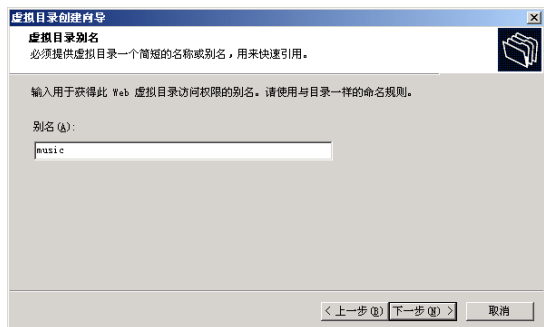 虚拟目录创建向导
虚拟目录别名
必须提供虚拟目录一个简短的名称或别名，用来快速引用。
输入用于获得此 Web 虚拟目录访问权限的别名。请使用与目录一样的命名规则。
别名(A):
music
< 上一步(B) 下一步(N) > 取消